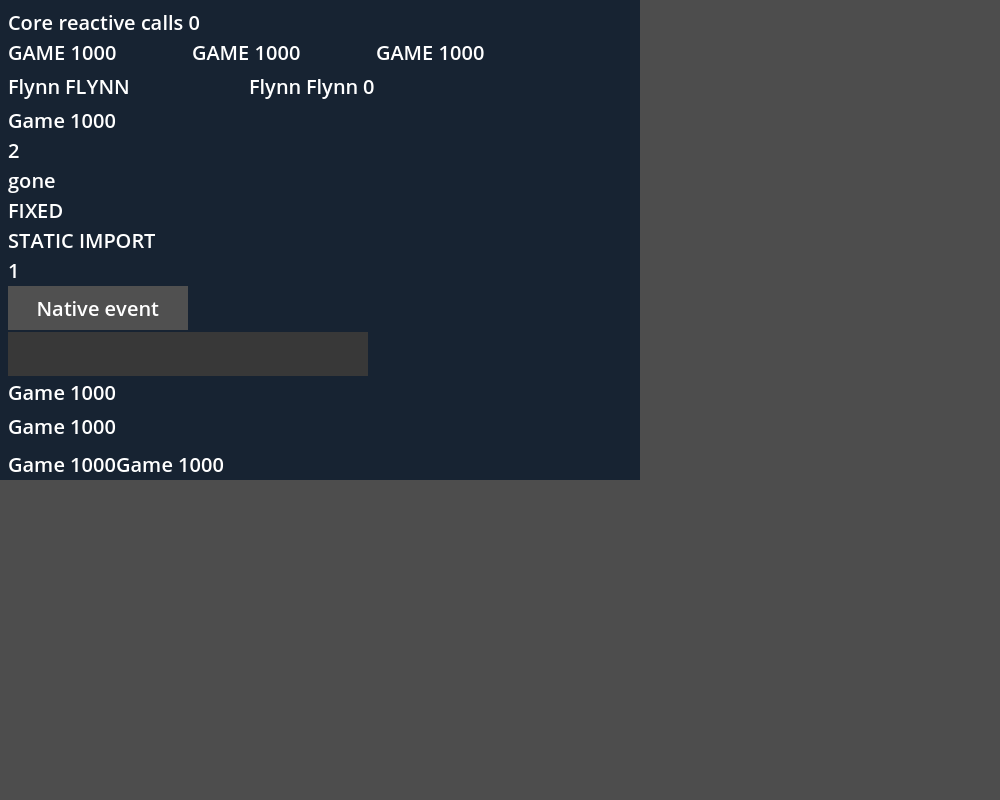 Core reactive calls 0
GAME 1000 GAME 1000 GAME 1000
Flynn FLYNN Flynn Flynn 0
Game 1000
2
gone
FIXED
STATIC IMPORT
1
Native event
Game 1000
Game 1000
Game 1000Game 1000